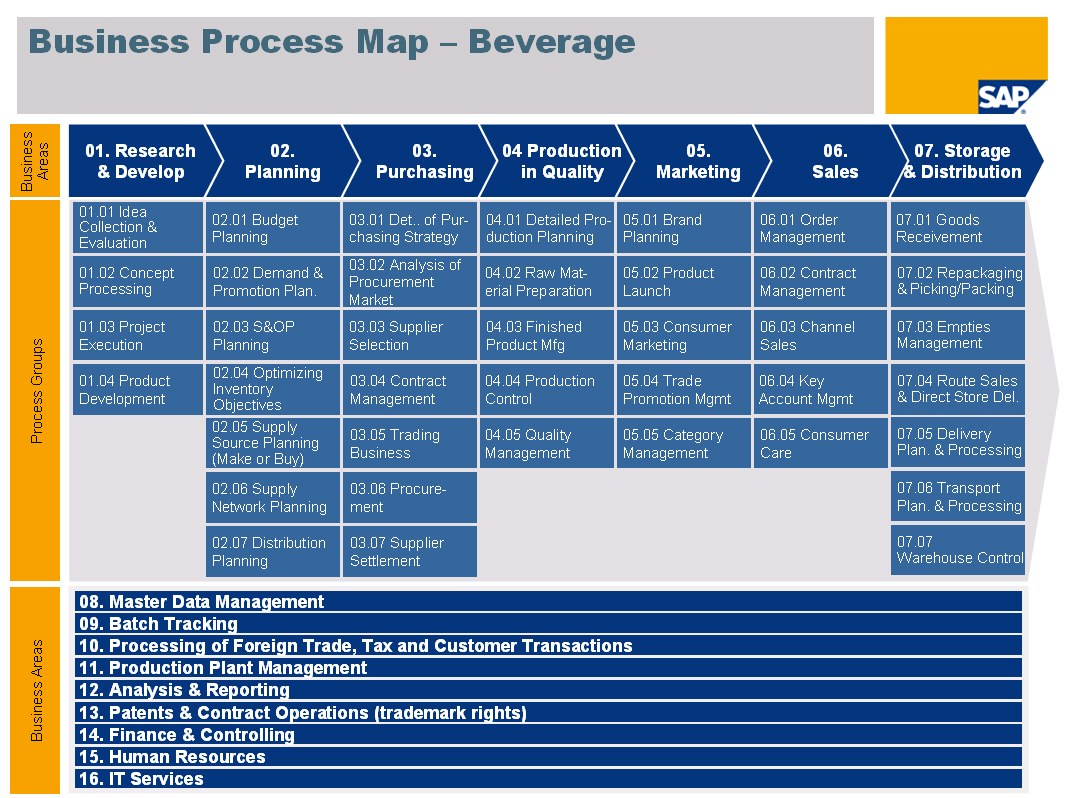 Business Process Map – Beverage
SAP
Business
Areas
01. Research
& Develop
02.
Planning
03.
Purchasing
04 Production
in Quality
05.
Marketing
06.
Sales
07. Storage
& Distribution
Process Groups
01.01 Idea
Collection &
Evaluation
01.02 Concept
Processing
01.03 Project
Execution
01.04 Product
Development
02.01 Budget
Planning
02.02 Demand &
Promotion Plan.
02.03 S&OP
Planning
02.04 Optimizing
Inventory
Objectives
02.05 Supply
Source Planning
(Make or Buy)
02.06 Supply
Network Planning
02.07 Distribution
Planning
03.01 Det.. of Pur-
chasing Strategy
03.02 Analysis of
Procurement
Market
03.03 Supplier
Selection
03.04 Contract
Management
03.05 Trading
Business
03.06 Procure-
ment
03.07 Supplier
Settlement
04.01 Detailed Pro-
duction Planning
04.02 Raw Mat-
erial Preparation
04.03 Finished
Product Mfg
04.04 Production
Control
04.05 Quality
Management
05.01 Brand
Planning
05.02 Product
Launch
05.03 Consumer
Marketing
05.04 Trade
Promotion Mgmt
05.05 Category
Management
06.01 Order
Management
06.02 Contract
Management
06.03 Channel
Sales
06.04 Key
Account Mgmt
06.05 Consumer
Care
07.01 Goods
Receivement
07.02 Repackaging
& Picking/Packing
07.03 Empties
Management
07.04 Route Sales
& Direct Store Del.
07.05 Delivery
Plan. & Processing
07.06 Transport
Plan. & Processing
07.07
Warehouse Control
Business Areas
08. Master Data Management
09. Batch Tracking
10. Processing of Foreign Trade, Tax and Customer Transactions
11. Production Plant Management
12. Analysis & Reporting
13. Patents & Contract Operations (trademark rights)
14. Finance & Controlling
15. Human Resources
16. IT Services